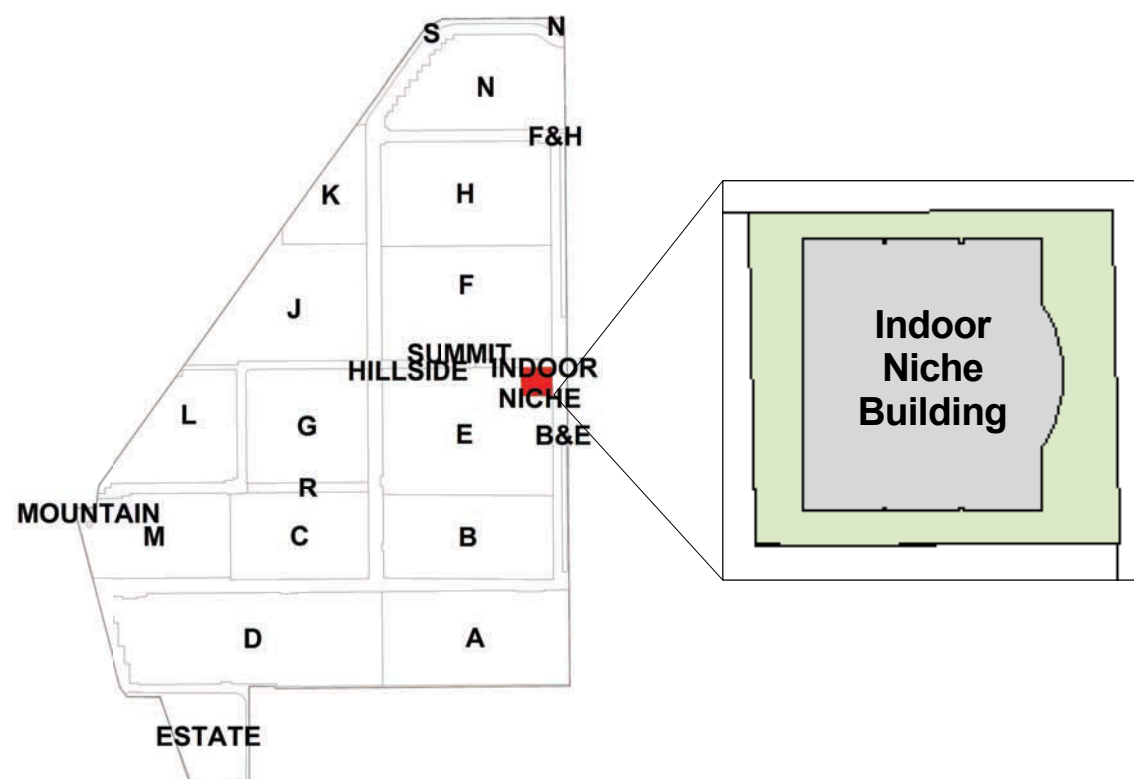 S
N
N
F&H
K
H
J
F
SUMMIT
HILLSIDE
INDOOR
NICHE
L
G
E
B&E
R
MOUNTAIN
M
C
B
D
A
ESTATE
Indoor
Niche
Building